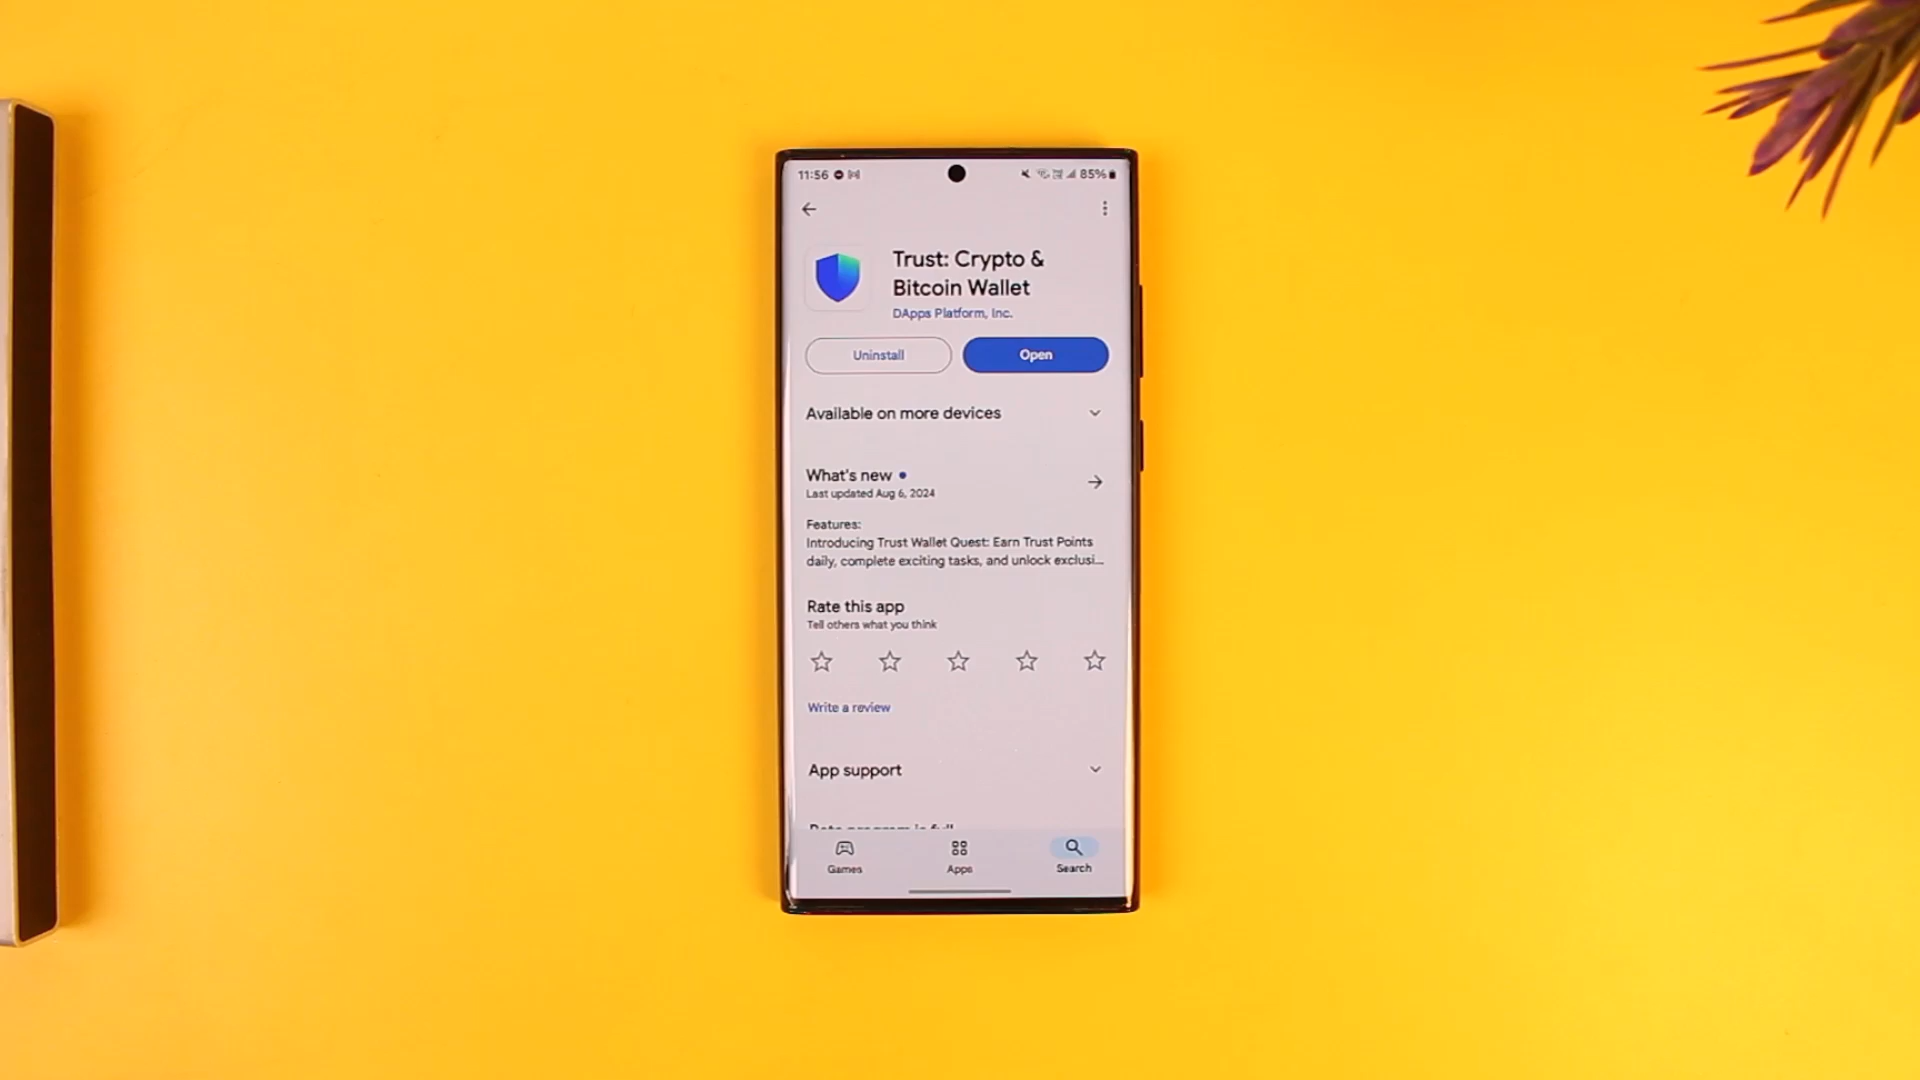 11:56
85%
Trust: Crypto &
Bitcoin Wallet
DApps Platform, Inc.
Uninstall
Open
Available on more devices
What's new
Last updated Aug 6, 2024
Features:
Introducing Trust Wallet Quest: Earn Trust Points
daily, complete exciting tasks, and unlock exclusi...
Rate this app
Tell others what you think
Write a review
App support
Games
Apps
Search